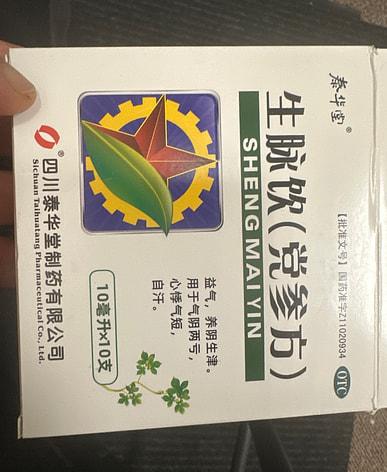 泰华堂®
生脉饮(党参方)
SHENG MAI YIN
【批准文号】国药准字Z11020934
OTC
益气,养阴生津。
用于气阴两亏,
心悸气短,
自汗。
10毫升×10支
®
四川泰华堂制药有限公司
Sichuan Taihuatang Pharmaceutical Co., Ltd.